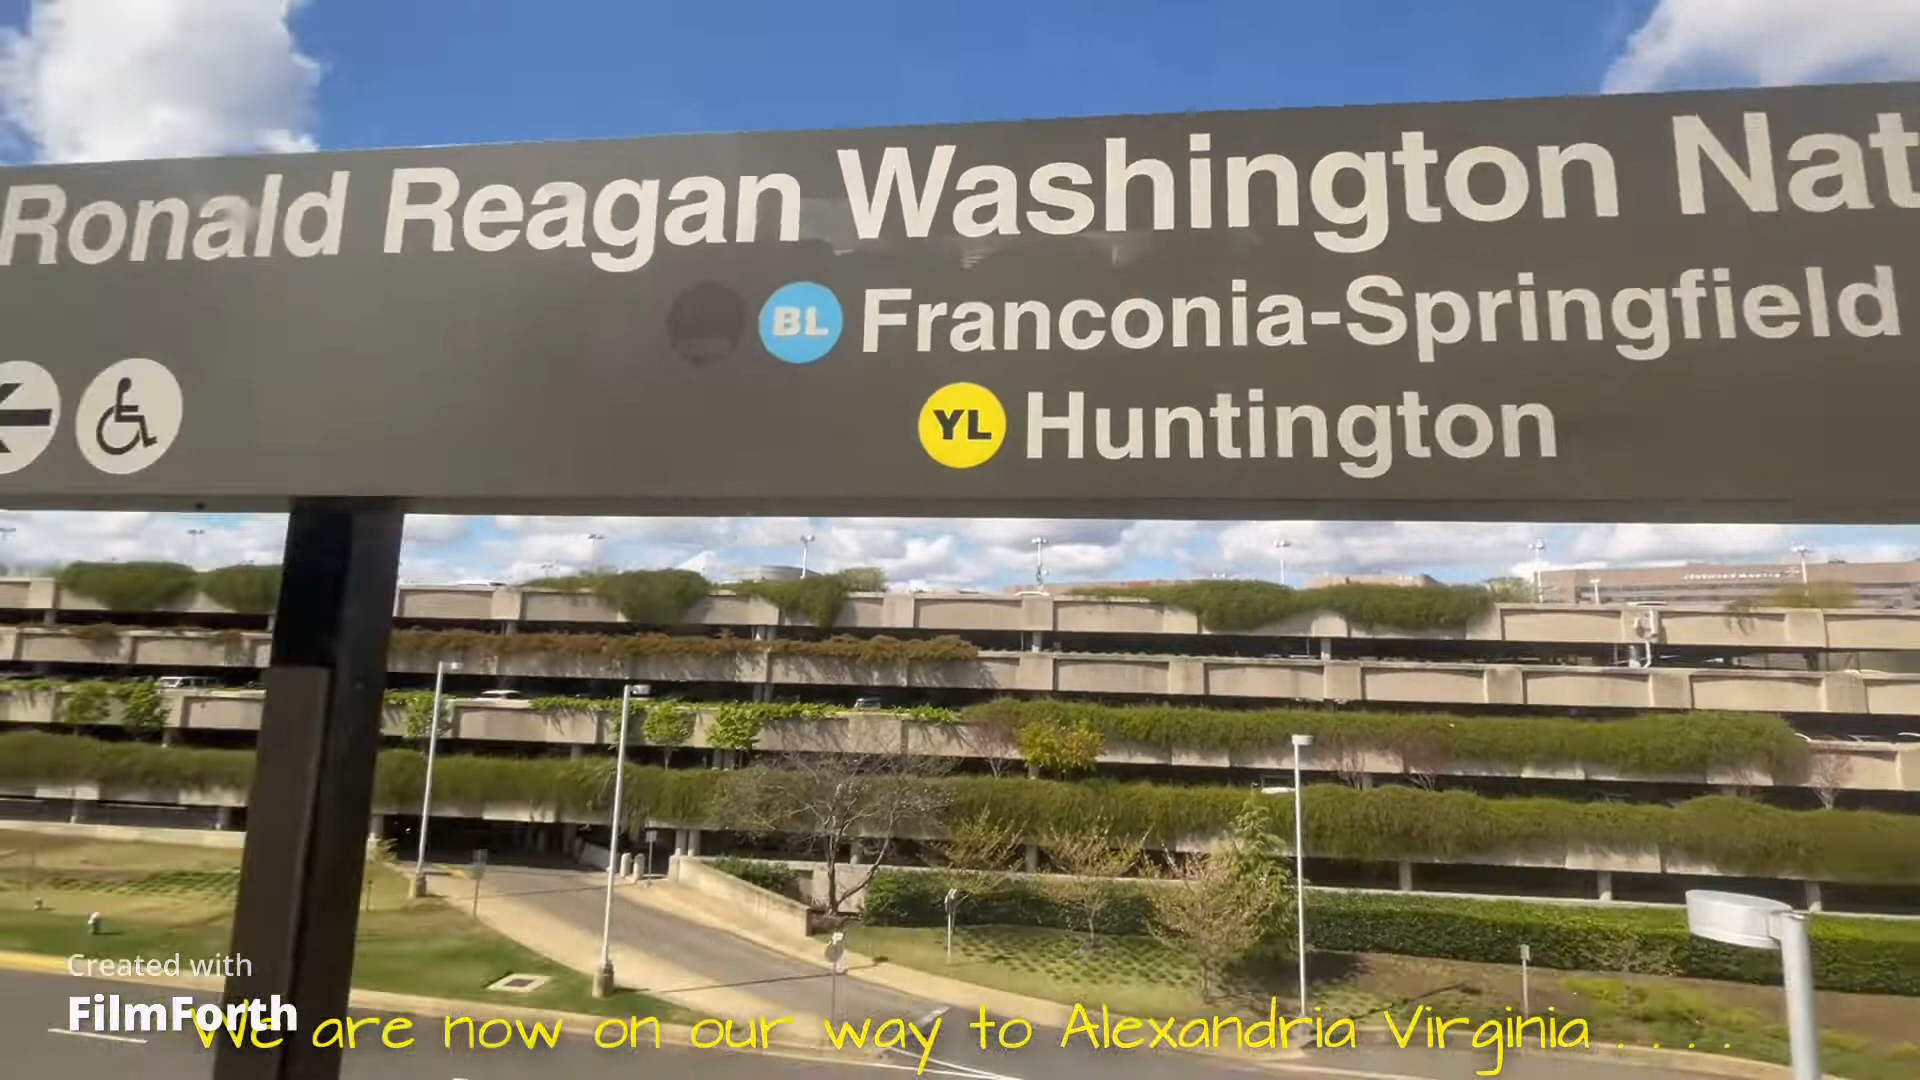 Ronald Reagan Washington Nat
BL Franconia-Springfield
YL Huntington
Created with
FilmForth
We are now on our way to Alexandria Virginia . . . .